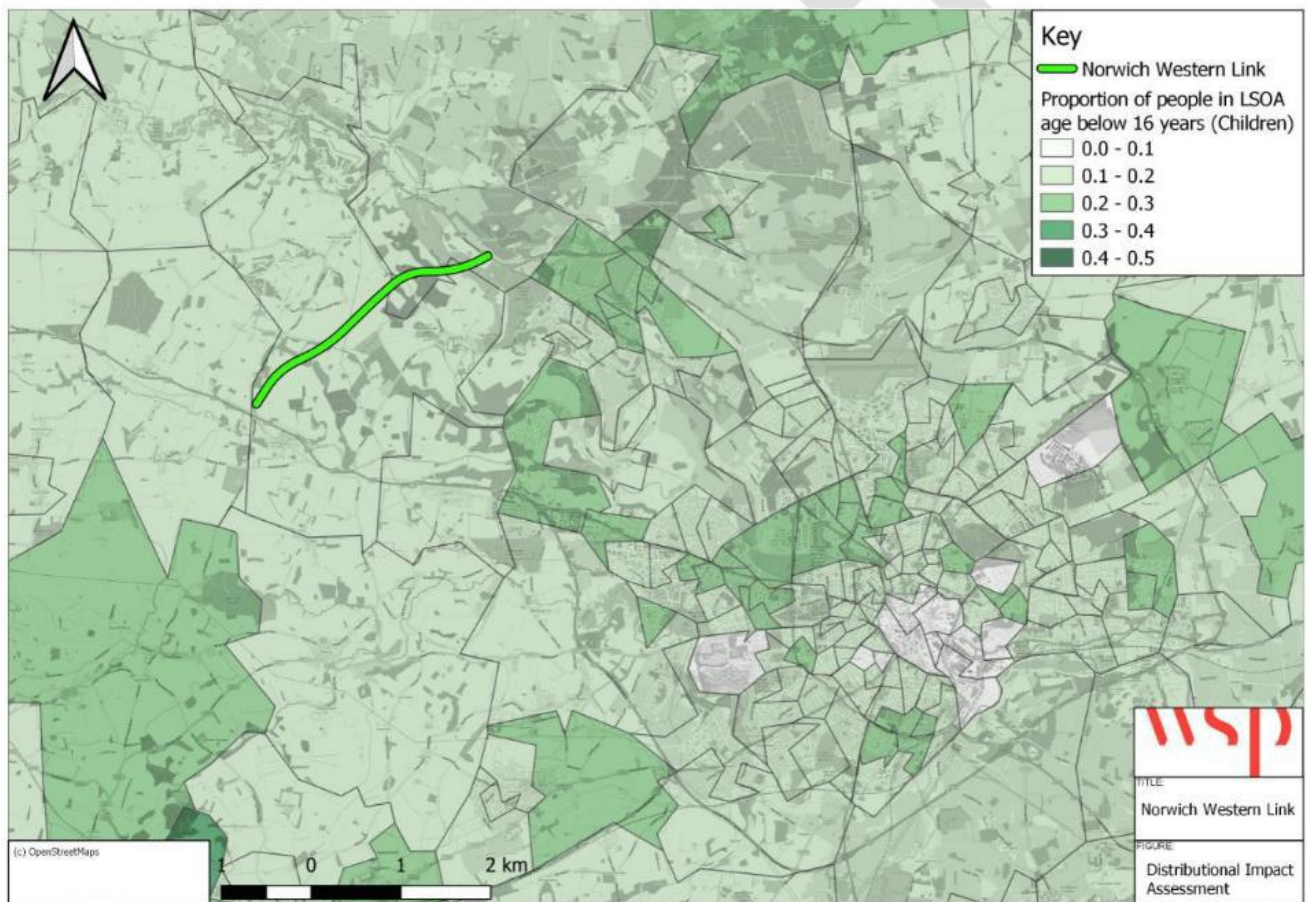 Key
Norwich Western Link
Proportion of people in LSOA
age below 16 years (Children)
0.0 - 0.1
0.1 - 0.2
0.2 - 0.3
0.3 - 0.4
0.4 - 0.5
wsp
TITLE:
Norwich Western Link
FIGURE:
Distributional Impact
Assessment
(c) OpenStreetMaps
1 0 1 2 km